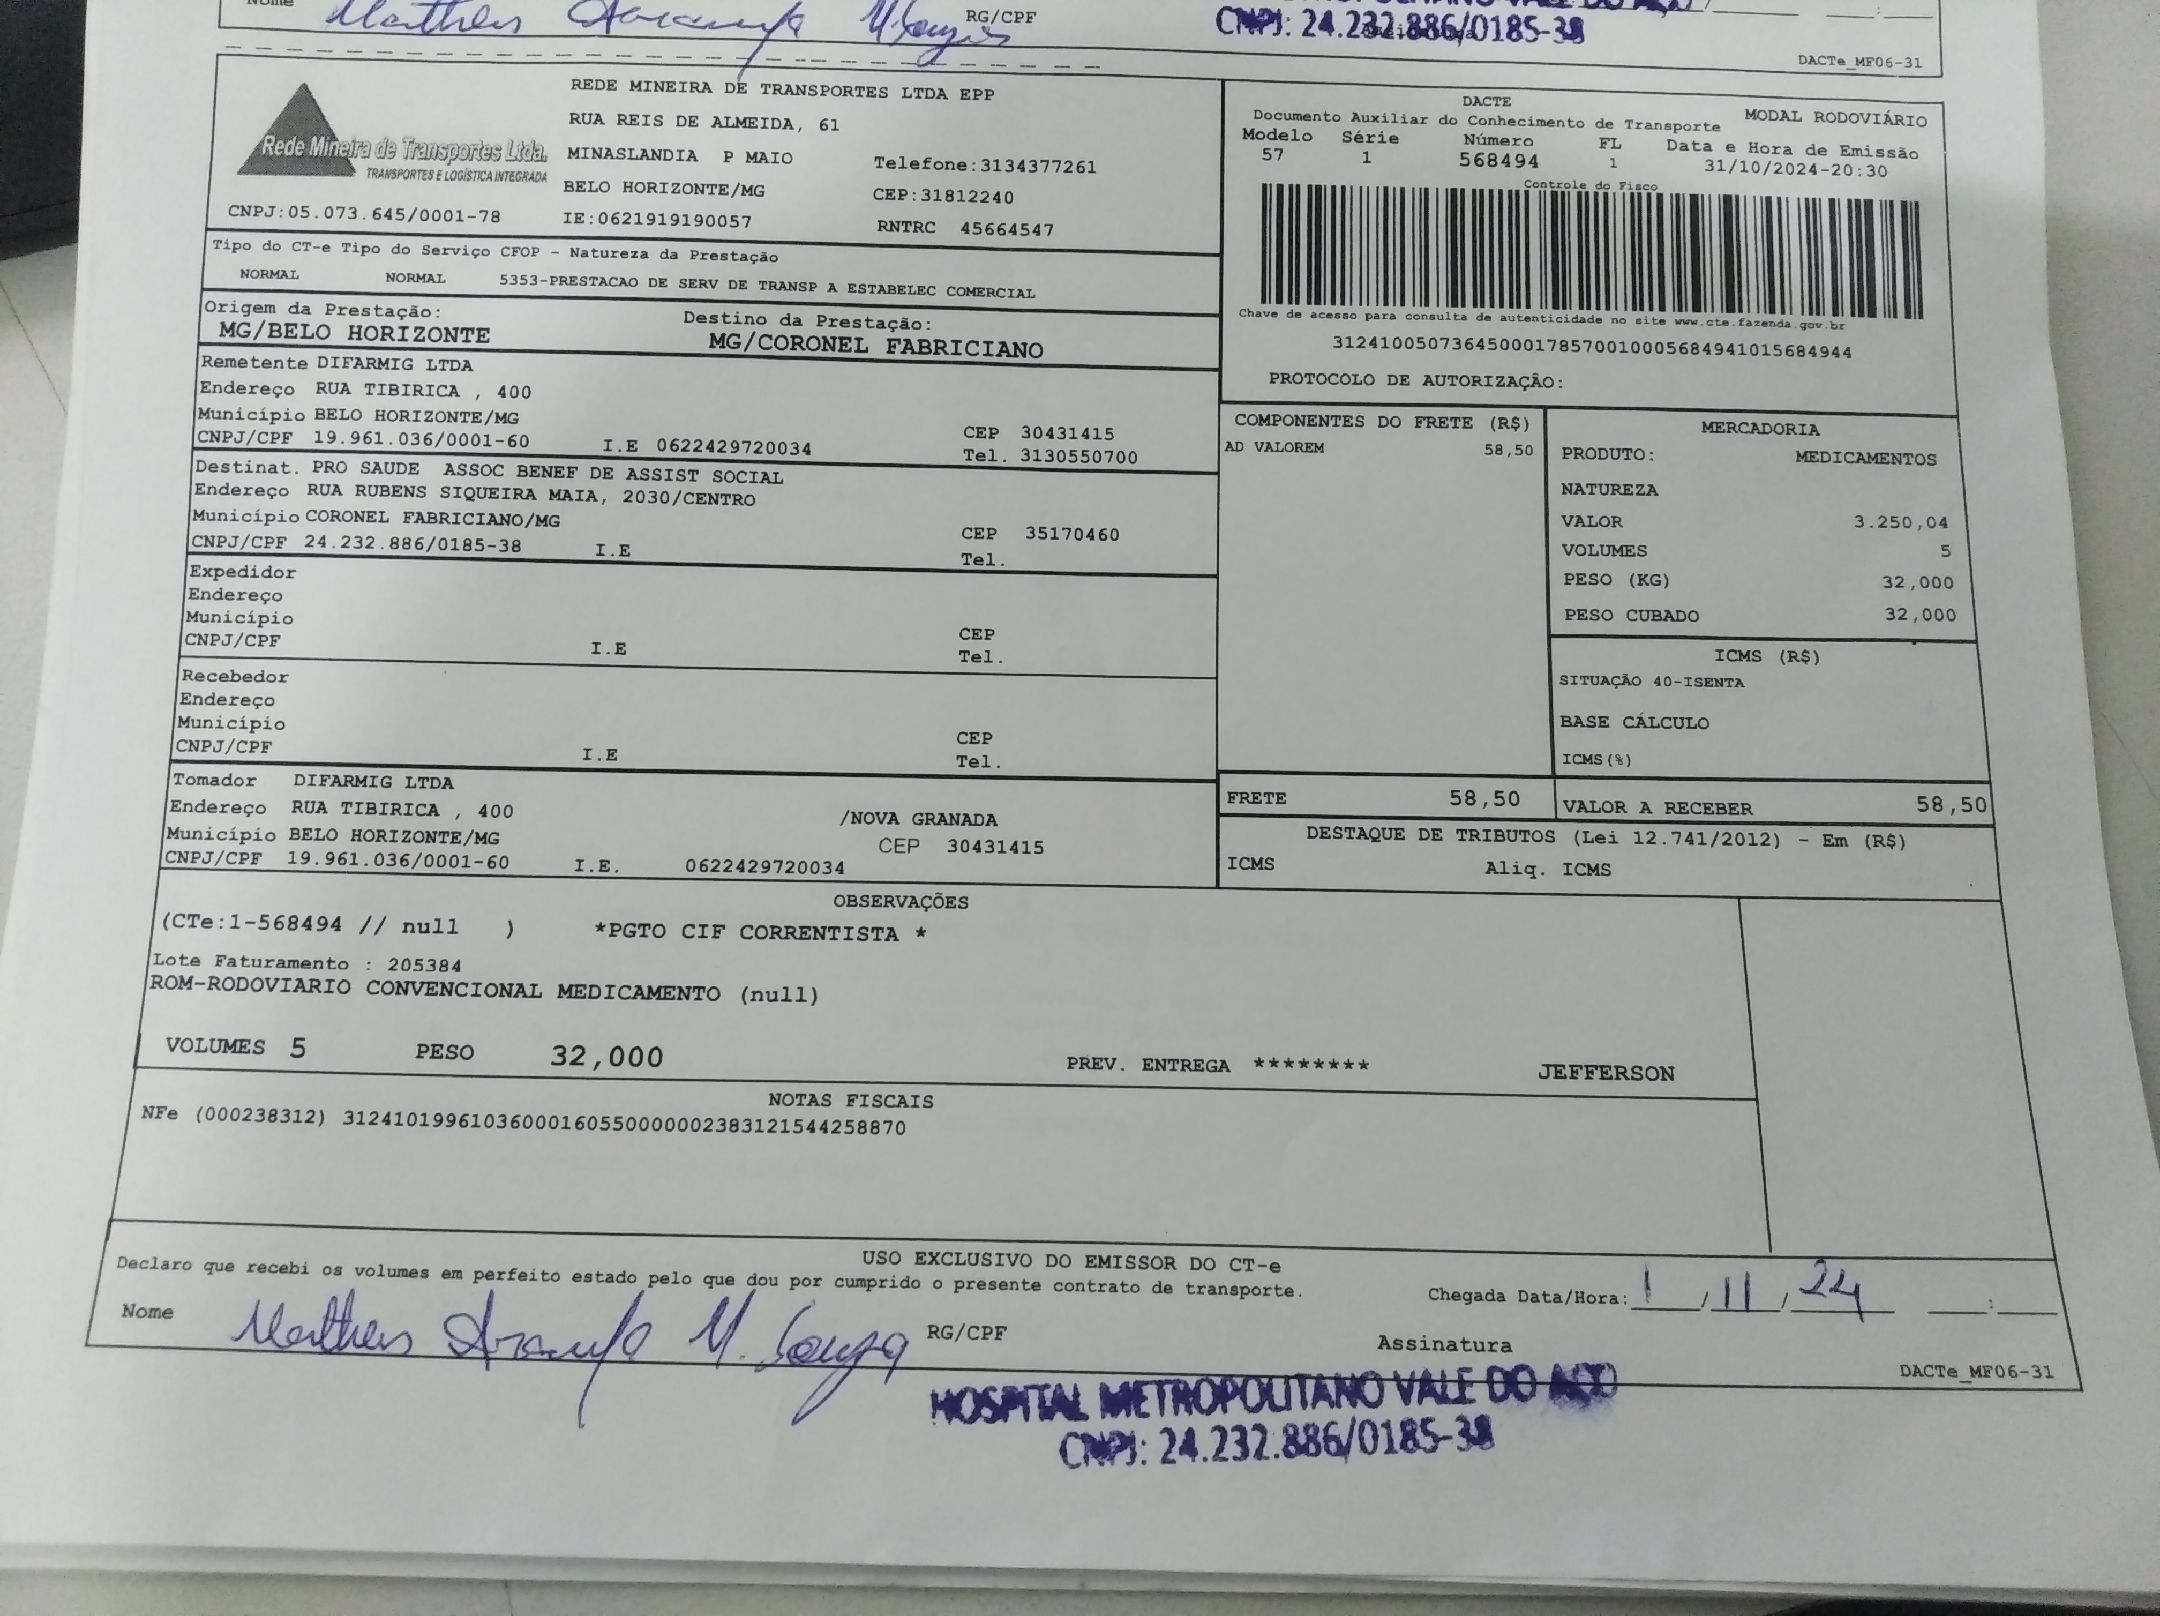 Nome Matheus Araujo M. Souza RG/CPF
CNPJ: 24.232.886/0185-38
DACTe_MF06-31
Rede Mineira de Transportes Ltda.
TRANSPORTES E LOGÍSTICA INTEGRADA
CNPJ:05.073.645/0001-78
REDE MINEIRA DE TRANSPORTES LTDA EPP
RUA REIS DE ALMEIDA, 61
MINASLANDIA P MAIO Telefone:3134377261
BELO HORIZONTE/MG CEP:31812240
IE:0621919190057 RNTRC 45664547
DACTE MODAL RODOVIÁRIO
Documento Auxiliar do Conhecimento de Transporte
Modelo Série Número FL Data e Hora de Emissão
57 1 568494 1 31/10/2024-20:30
Controle do Fisco
Chave de acesso para consulta de autenticidade no site www.cte.fazenda.gov.br
31241005073645000178570010005684941015684944
PROTOCOLO DE AUTORIZAÇÃO:
Tipo do CT-e Tipo do Serviço CFOP - Natureza da Prestação
NORMAL NORMAL 5353-PRESTACAO DE SERV DE TRANSP A ESTABELEC COMERCIAL
Origem da Prestação: Destino da Prestação:
MG/BELO HORIZONTE MG/CORONEL FABRICIANO
Remetente DIFARMIG LTDA
Endereço RUA TIBIRICA , 400
Município BELO HORIZONTE/MG CEP 30431415
CNPJ/CPF 19.961.036/0001-60 I.E 0622429720034 Tel. 3130550700
Destinat. PRO SAUDE ASSOC BENEF DE ASSIST SOCIAL
Endereço RUA RUBENS SIQUEIRA MAIA, 2030/CENTRO
Município CORONEL FABRICIANO/MG CEP 35170460
CNPJ/CPF 24.232.886/0185-38 I.E Tel.
Expedidor
Endereço
Município CEP
CNPJ/CPF I.E Tel.
Recebedor
Endereço
Município CEP
CNPJ/CPF I.E Tel.
Tomador DIFARMIG LTDA
Endereço RUA TIBIRICA , 400 /NOVA GRANADA
Município BELO HORIZONTE/MG CEP 30431415
CNPJ/CPF 19.961.036/0001-60 I.E. 0622429720034
COMPONENTES DO FRETE (R$)
AD VALOREM 58,50
MERCADORIA
PRODUTO: MEDICAMENTOS
NATUREZA
VALOR 3.250,04
VOLUMES 5
PESO (KG) 32,000
PESO CUBADO 32,000
ICMS (R$)
SITUAÇÃO 40-ISENTA
BASE CÁLCULO
ICMS(%)
FRETE 58,50 VALOR A RECEBER 58,50
DESTAQUE DE TRIBUTOS (Lei 12.741/2012) - Em (R$)
ICMS Aliq. ICMS
OBSERVAÇÕES
(CTe:1-568494 // null ) *PGTO CIF CORRENTISTA *
Lote Faturamento : 205384
ROM-RODOVIARIO CONVENCIONAL MEDICAMENTO (null)
VOLUMES 5 PESO 32,000 PREV. ENTREGA ******** JEFFERSON
NOTAS FISCAIS
NFe (000238312) 31241019961036000160550000002383121544258870
USO EXCLUSIVO DO EMISSOR DO CT-e
Declaro que recebi os volumes em perfeito estado pelo que dou por cumprido o presente contrato de transporte.
Chegada Data/Hora: 1 / 11 / 24 :
Nome Matheus Araujo M. Souza RG/CPF Assinatura
DACTe_MF06-31
HOSPITAL METROPOLITANO VALE DO AÇO
CNPJ: 24.232.886/0185-38